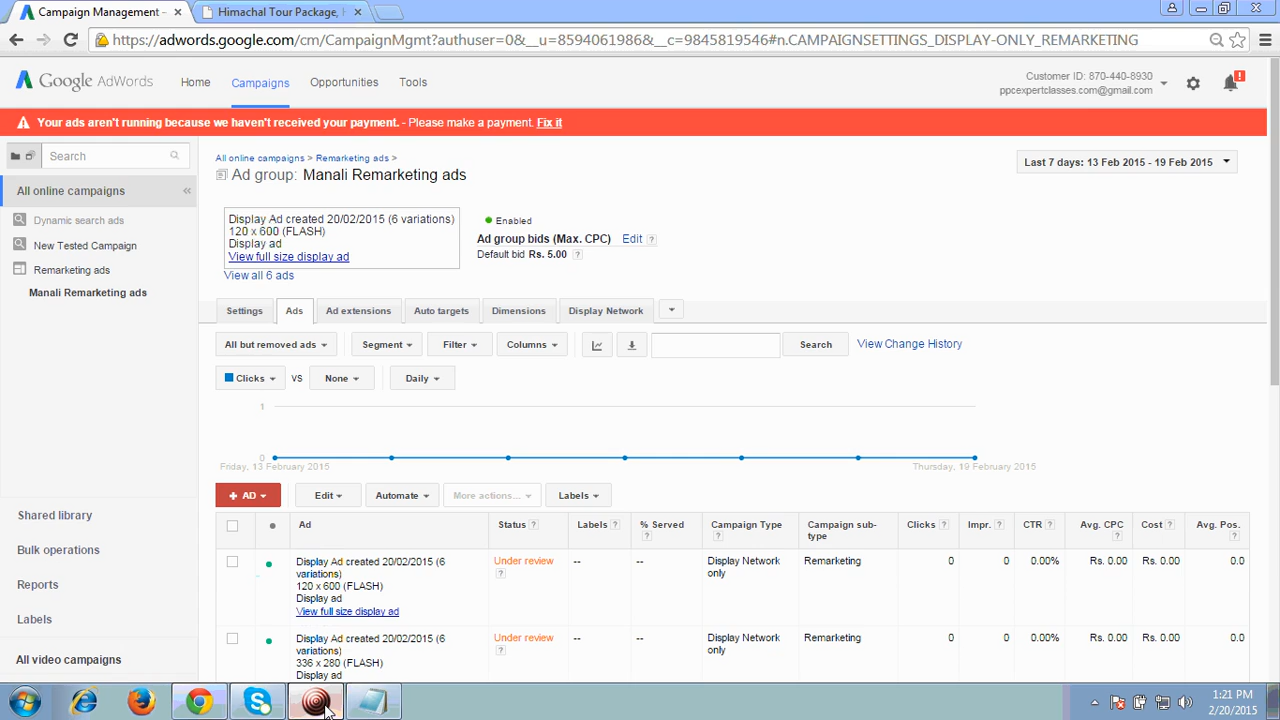 Campaign Management -
Himachal Tour Package, H
https://adwords.google.com/cm/CampaignMgmt?authuser=0&__u=8594061986&__c=9845819546#n.CAMPAIGNSETTINGS_DISPLAY-ONLY_REMARKETING
Google AdWords
Home
Campaigns
Opportunities
Tools
Customer ID: 870-440-8930
ppcexpertclasses.com@gmail.com
!
Your ads aren't running because we haven't received your payment. - Please make a payment. Fix it
Search
All online campaigns «
Dynamic search ads
New Tested Campaign
Remarketing ads
Manali Remarketing ads
Shared library
Bulk operations
Reports
Labels
All video campaigns
All online campaigns > Remarketing ads >
Ad group: Manali Remarketing ads
Last 7 days: 13 Feb 2015 - 19 Feb 2015
Display Ad created 20/02/2015 (6 variations)
120 x 600 (FLASH)
Display ad
View full size display ad
View all 6 ads
Enabled
Ad group bids (Max. CPC) Edit ?
Default bid Rs. 5.00 ?
Settings
Ads
Ad extensions
Auto targets
Dimensions
Display Network
All but removed ads
Segment
Filter
Columns
Search
View Change History
Clicks
VS
None
Daily
1
0
Friday, 13 February 2015
Thursday, 19 February 2015
+ AD
Edit
Automate
More actions...
Labels
Ad
Status ?
Labels ?
% Served ?
Campaign Type ?
Campaign sub-type ?
Clicks ?
Impr. ?
CTR ?
Avg. CPC ?
Cost ?
Avg. Pos. ?
Display Ad created 20/02/2015 (6
variations)
120 x 600 (FLASH)
Display ad
View full size display ad
Under review
?
--
--
Display Network
only
Remarketing
0
0
0.00%
Rs. 0.00
Rs. 0.00
0.0
Display Ad created 20/02/2015 (6
variations)
336 x 280 (FLASH)
Display ad
Under review
?
--
--
Display Network
only
Remarketing
0
0
0.00%
Rs. 0.00
Rs. 0.00
0.0
1:21 PM
2/20/2015